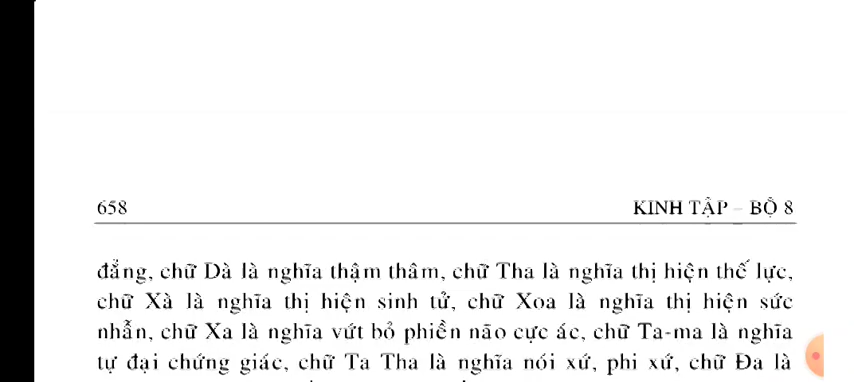 658 KINH TẬP – BỘ 8
đẳng, chữ Dà là nghĩa thậm thâm, chữ Tha là nghĩa thị hiện thế lực,
chữ Xà là nghĩa thị hiện sinh tử, chữ Xoa là nghĩa thị hiện sức
nhẫn, chữ Xa là nghĩa vứt bỏ phiền não cực ác, chữ Ta-ma là nghĩa
tự đại chứng giác, chữ Ta Tha là nghĩa nói xứ, phi xứ, chữ Đa là